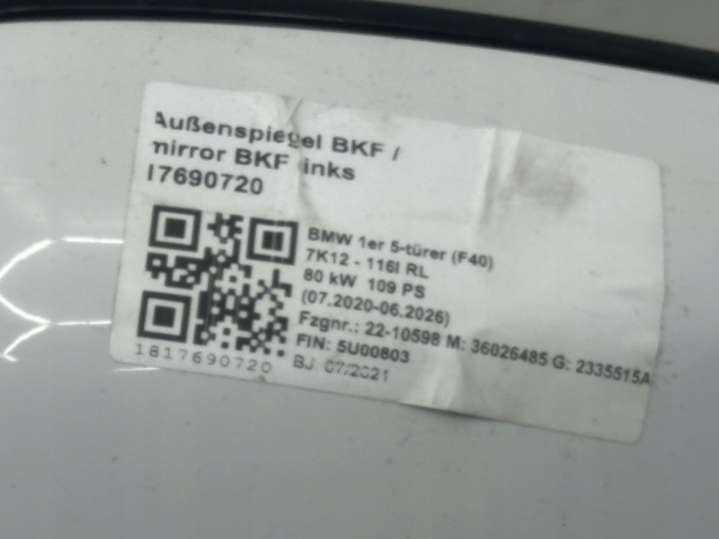 Außenspiegel BKF /
mirror BKF links
17690720
BMW 1er 5-türer (F40)
7K12 - 116I RL
80 kW 109 PS
(07.2020-06.2026)
Fzgnr.: 22-10598 M: 36026485 G: 2335515A
FIN: 5U00803
BJ: 07/2021
1817690720